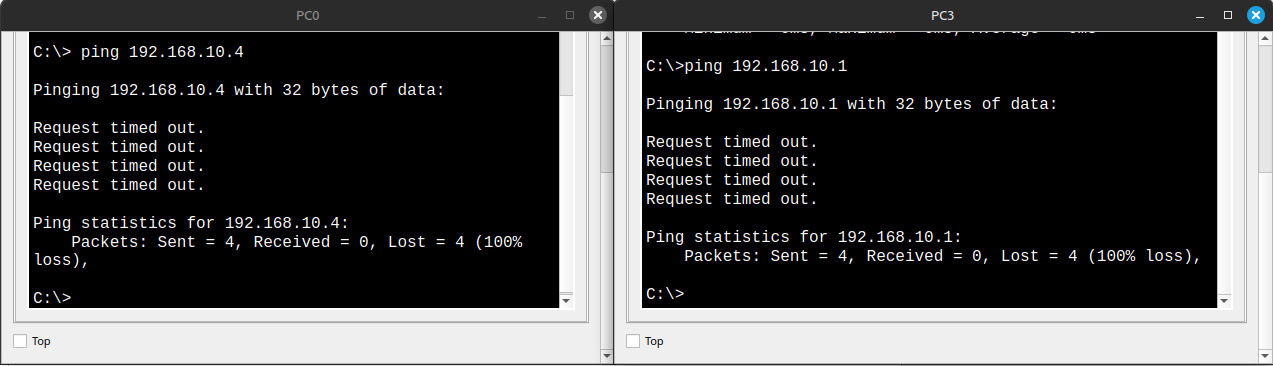 PC0
C:\> ping 192.168.10.4
Pinging 192.168.10.4 with 32 bytes of data:
Request timed out.
Request timed out.
Request timed out.
Request timed out.
Ping statistics for 192.168.10.4:
Packets: Sent = 4, Received = 0, Lost = 4 (100%
loss),
C:\>
Top
PC3
C:\>ping 192.168.10.1
Pinging 192.168.10.1 with 32 bytes of data:
Request timed out.
Request timed out.
Request timed out.
Request timed out.
Ping statistics for 192.168.10.1:
Packets: Sent = 4, Received = 0, Lost = 4 (100% loss),
C:\>
Top